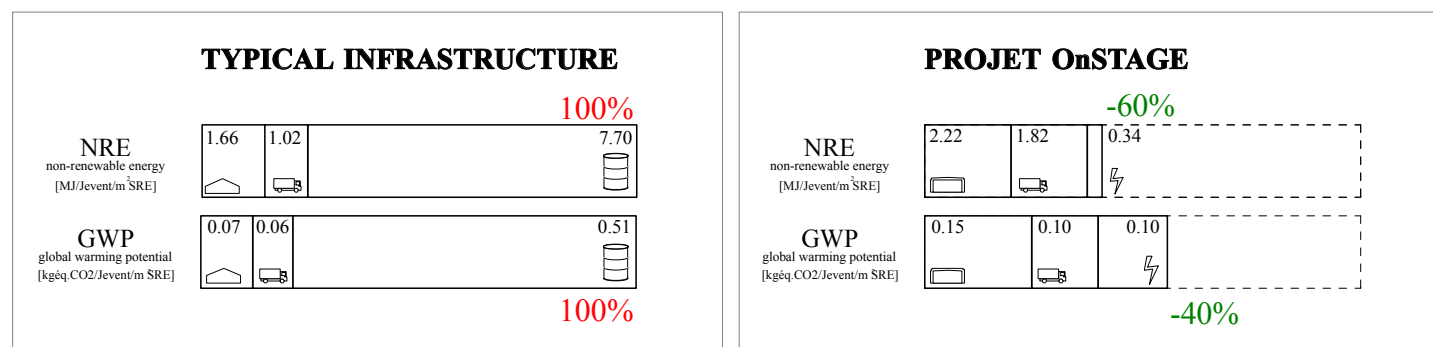 TYPICAL INFRASTRUCTURE
100%
NRE
non-renewable energy
[MJ/Jevent/m²SRE]
1.66 1.02 7.70
GWP
global warming potential
[kgéq.CO2/Jevent/m SRE]
0.07 0.06 0.51
100%
PROJET OnSTAGE
-60%
NRE
non-renewable energy
[MJ/Jevent/m²SRE]
2.22 1.82 0.34
GWP
global warming potential
[kgéq.CO2/Jevent/m SRE]
0.15 0.10 0.10
-40%